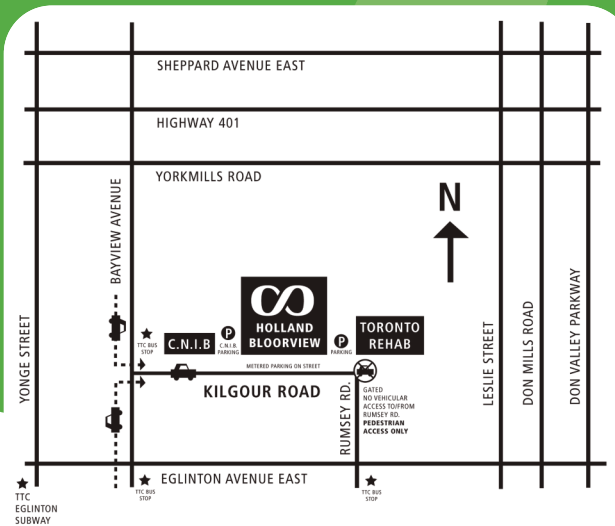 SHEPPARD AVENUE EAST
HIGHWAY 401
YORKMILLS ROAD
BAYVIEW AVENUE
N
YONGE STREET
TTC BUS
STOP
C.N.I.B
P
C.N.I.B.
PARKING
HOLLAND
BLOORVIEW
P
PARKING
TORONTO
REHAB
METERED PARKING ON STREET
KILGOUR ROAD
RUMSEY RD.
GATED
NO VEHICULAR
ACCESS TO/FROM
RUMSEY RD.
PEDESTRIAN
ACCESS ONLY
LESLIE STREET
DON MILLS ROAD
DON VALLEY PARKWAY
EGLINTON AVENUE EAST
TTC
EGLINTON
SUBWAY
TTC BUS
STOP
TTC BUS
STOP